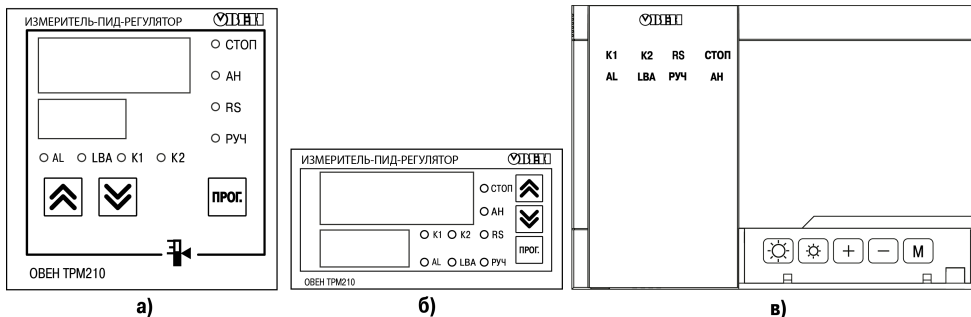 ИЗМЕРИТЕЛЬ-ПИД-РЕГУЛЯТОР ОВЕН
СТОП
АН
RS
РУЧ
AL LBA K1 K2
ПРОГ.
ОВЕН ТРМ210
а)
ИЗМЕРИТЕЛЬ-ПИД-РЕГУЛЯТОР ОВЕН
СТОП
АН
K1 K2 RS
AL LBA РУЧ
ПРОГ.
ОВЕН ТРМ210
б)
ОВЕН
K1 K2 RS СТОП
AL LBA РУЧ АН
+ − M
в)